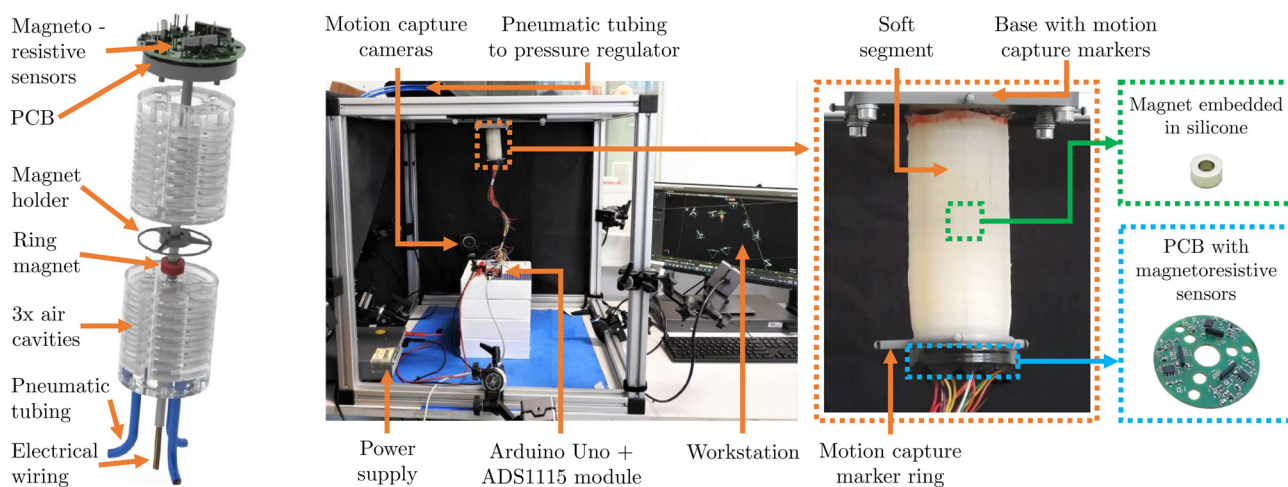 Magneto -
resistive
sensors
PCB
Magnet
holder
Ring
magnet
3x air
cavities
Pneumatic
tubing
Electrical
wiring
Motion capture
cameras
Pneumatic tubing
to pressure regulator
Power
supply
Arduino Uno +
ADS1115 module
Workstation
Soft
segment
Base with motion
capture markers
Motion capture
marker ring
Magnet embedded
in silicone
PCB with
magnetoresistive
sensors